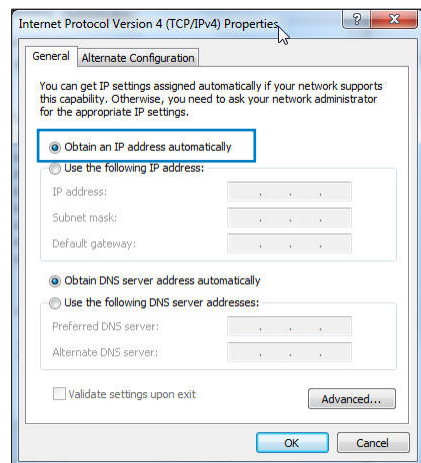 Internet Protocol Version 4 (TCP/IPv4) Properties
General
Alternate Configuration
You can get IP settings assigned automatically if your network supports
this capability. Otherwise, you need to ask your network administrator
for the appropriate IP settings.
Obtain an IP address automatically
Use the following IP address:
IP address:
Subnet mask:
Default gateway:
Obtain DNS server address automatically
Use the following DNS server addresses:
Preferred DNS server:
Alternate DNS server:
Validate settings upon exit
Advanced...
OK
Cancel